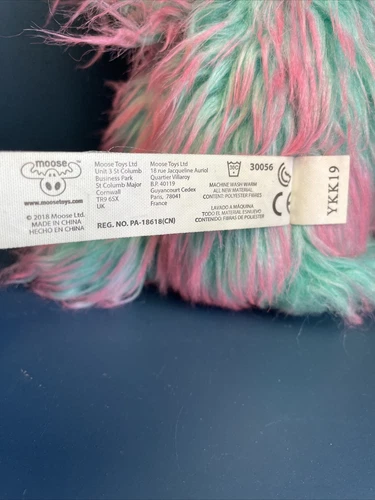 moose
www.moosetoys.com
© 2018 Moose Ltd.
MADE IN CHINA
HECHO EN CHINA
Moose Toys Ltd
Unit 3 St Columb
Business Park
St Columb Major
Cornwall
TR9 6SX
UK.
REG. NO. PA-18618(CN)
Moose Toys Ltd
18 rue Jacqueline Auriol
Quartier Villaroy
B.P. 40119
Guyancourt Cedex
Paris, 78041
France
30C
30056
MACHINE WASH WARM
ALL NEW MATERIAL
CONTENT: POLYESTER FIBRES
LAVADO A MÁQUINA
TODO EL MATERIAL ES NUEVO
CONTENIDO: FIBRAS DE POLIESTER
CE
YKK19